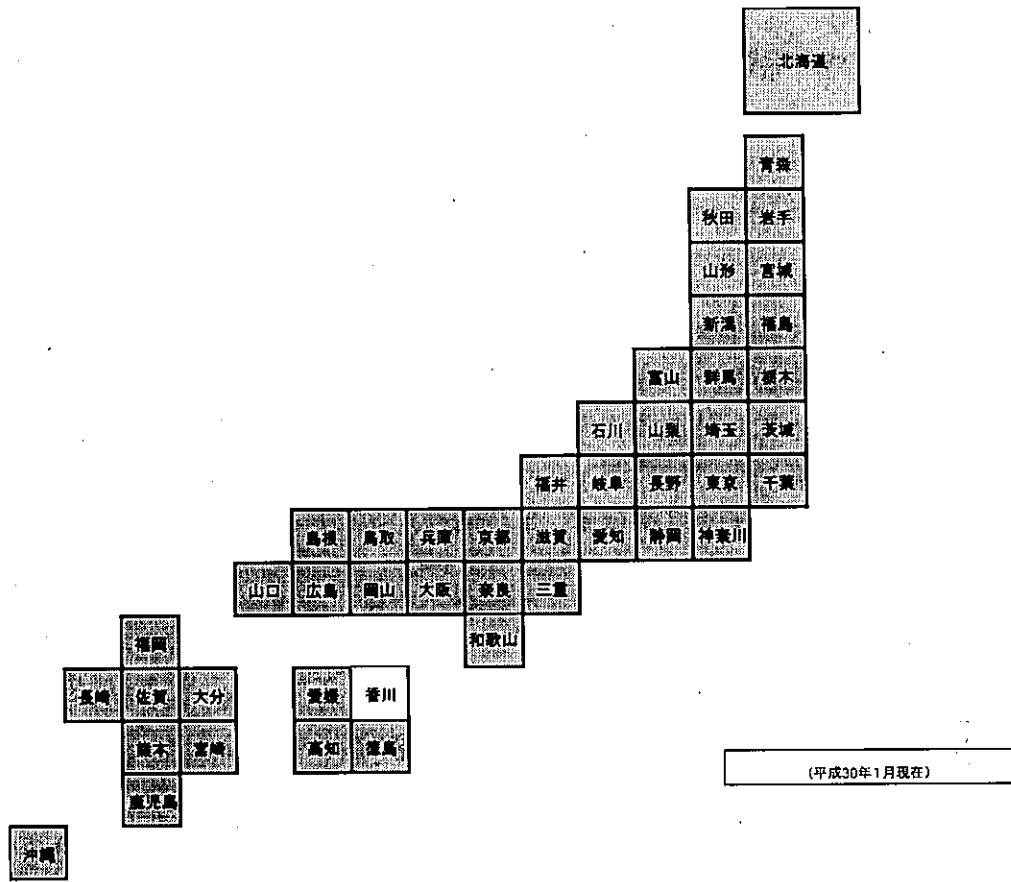 北海道
青森
秋田 岩手
山形 宮城
新潟 福島
富山 群馬 栃木
石川 山梨 埼玉 茨城
福井 岐阜 長野 東京 千葉
島根 鳥取 兵庫 京都 滋賀 愛知 静岡 神奈川
山口 広島 岡山 大阪 奈良 三重
和歌山
福岡
長崎 佐賀 大分 愛媛 香川
熊本 宮崎 高知 徳島
鹿児島
沖縄
(平成30年1月現在)